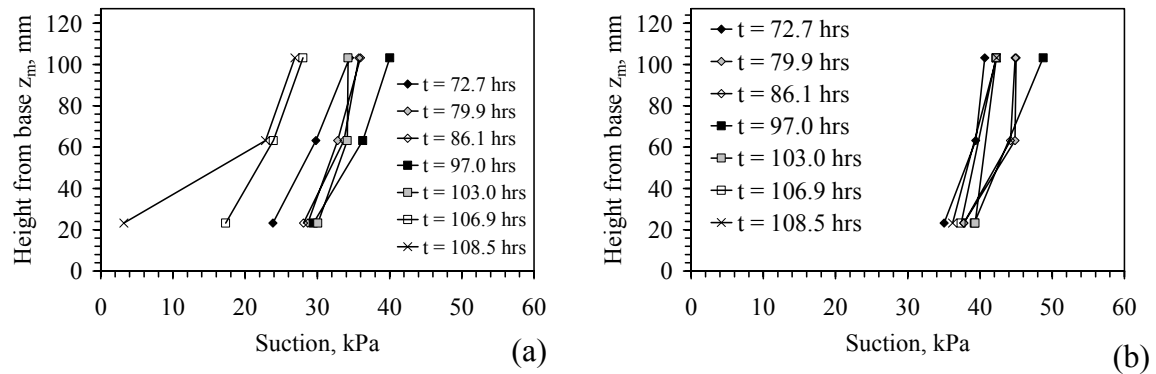 120
100
80
60
40
20
0
Height from base zm, mm
t = 72.7 hrs
t = 79.9 hrs
t = 86.1 hrs
t = 97.0 hrs
t = 103.0 hrs
t = 106.9 hrs
t = 108.5 hrs
0 10 20 30 40 50 60
Suction, kPa
(a)
120
100
80
60
40
20
0
Height from base zm, mm
t = 72.7 hrs
t = 79.9 hrs
t = 86.1 hrs
t = 97.0 hrs
t = 103.0 hrs
t = 106.9 hrs
t = 108.5 hrs
0 10 20 30 40 50 60
Suction, kPa
(b)